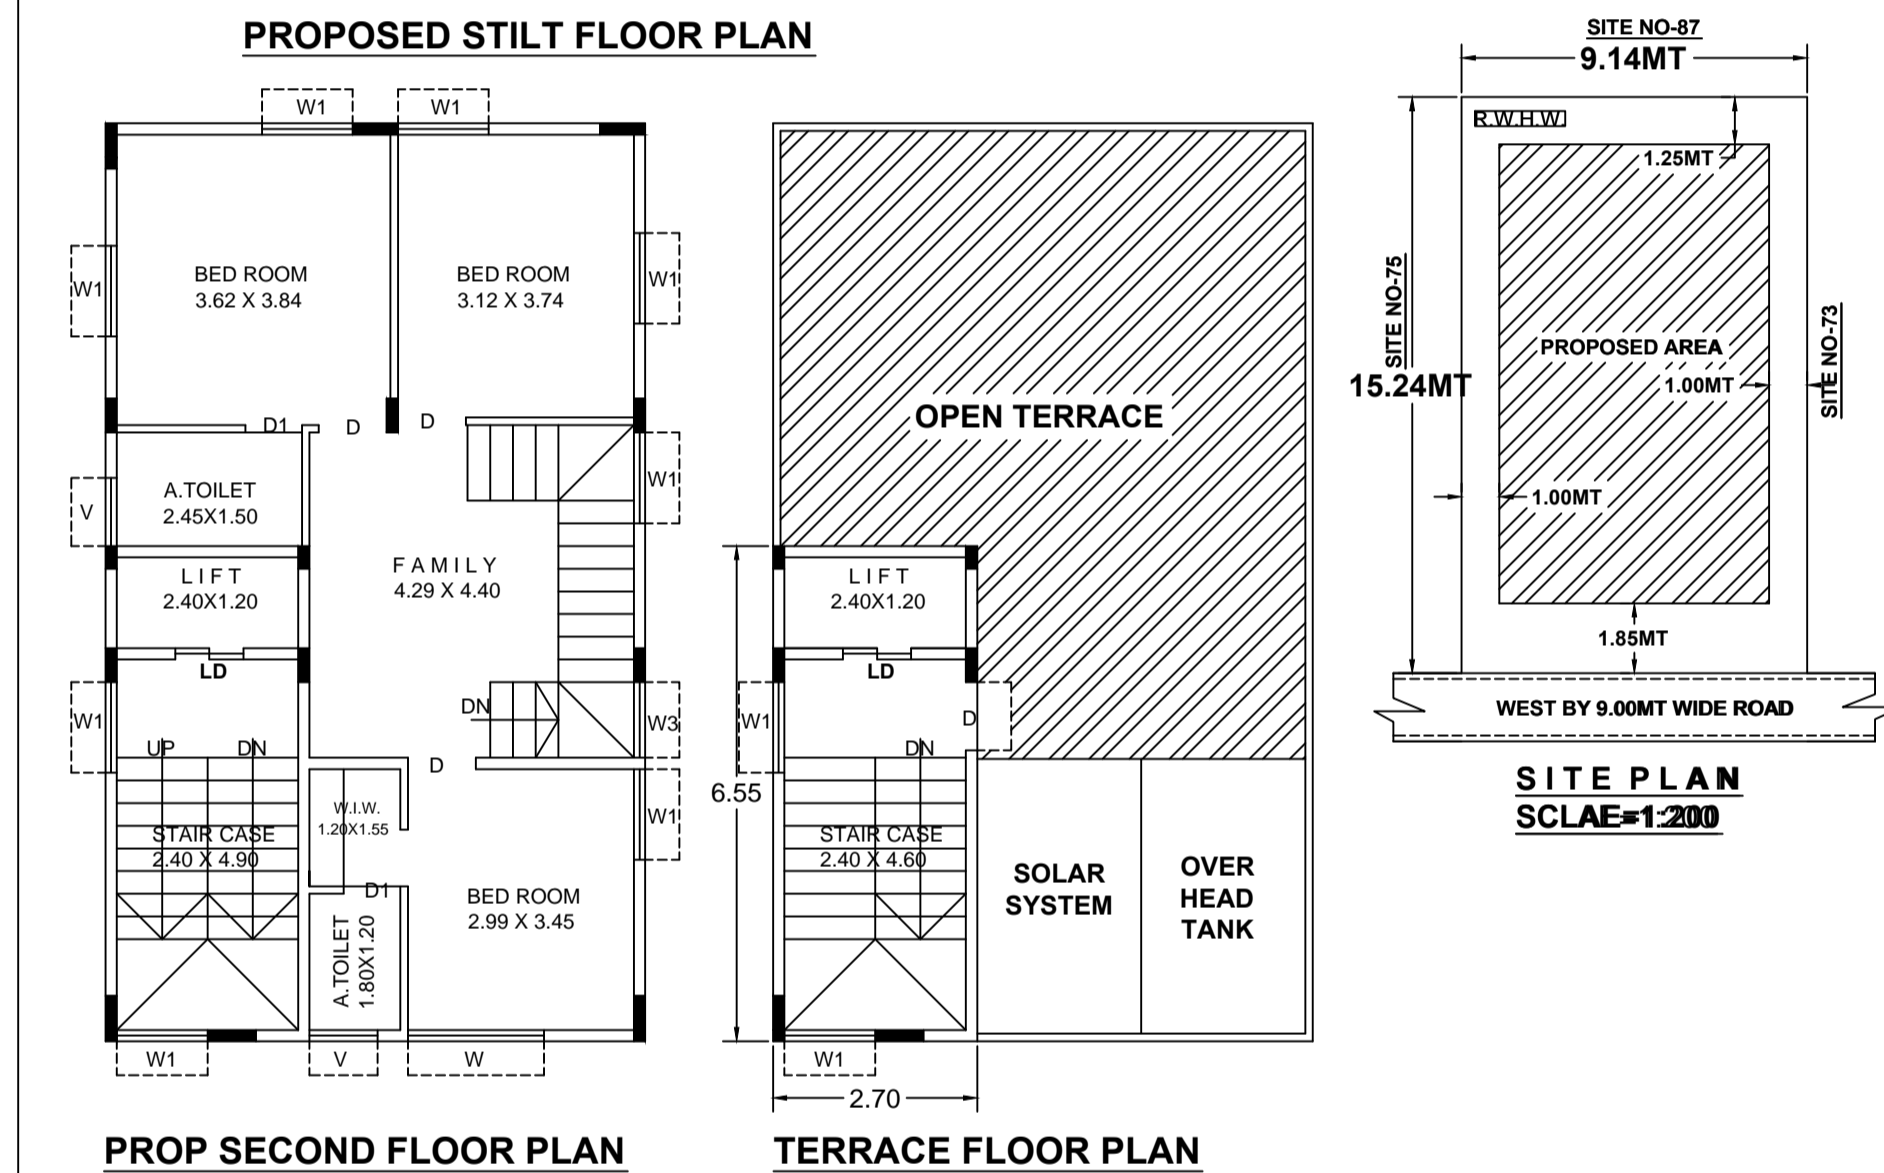 PROPOSED STILT FLOOR PLAN
W1
W1
BED ROOM
3.62 X 3.84
BED ROOM
3.12 X 3.74
W1
W1
D1
D
D
A.TOILET
2.45X1.50
V
W1
LIFT
2.40X1.20
FAMILY
4.29 X 4.40
LD
W1
DN
W3
UP
DN
D
W.I.W.
1.20X1.55
W1
STAIR CASE
2.40 X 4.90
D1
BED ROOM
2.99 X 3.45
A.TOILET
1.80X1.20
W1
V
W
PROP SECOND FLOOR PLAN
OPEN TERRACE
LIFT
2.40X1.20
LD
W1
D
DN
6.55
STAIR CASE
2.40 X 4.60
SOLAR
SYSTEM
OVER
HEAD
TANK
W1
2.70
TERRACE FLOOR PLAN
SITE NO-87
9.14MT
R.W.H.W.
1.25MT
SITE NO-75
15.24MT
PROPOSED AREA
1.00MT
SITE NO-73
1.00MT
1.85MT
WEST BY 9.00MT WIDE ROAD
SITE PLAN
SCLAE=1:200